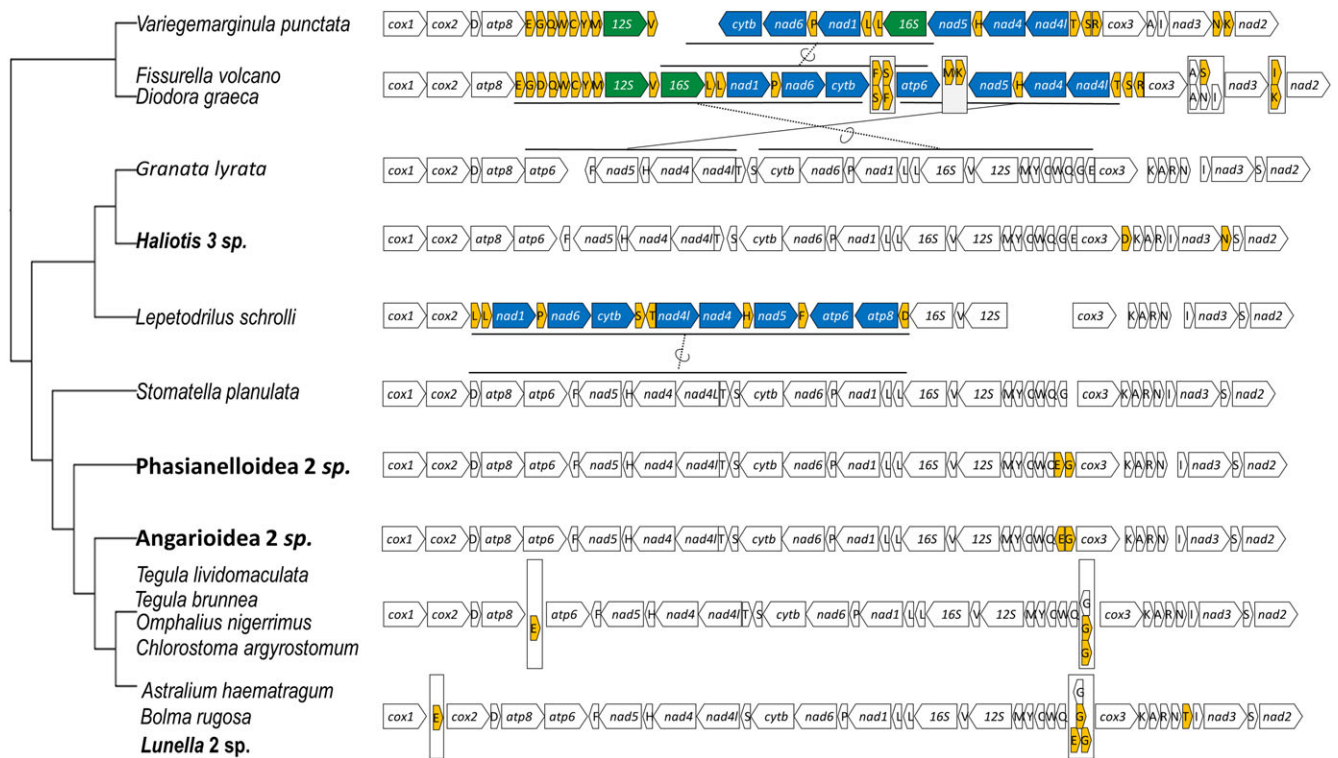 Variegemarginula punctata cox1 cox2 D atp8 E G Q W C Y M 12S V cytb nad6 P nad1 L L 16S nad5 H nad4 nad4l T S R cox3 A I nad3 N K nad2
F S M K A S I
Fissurella volcano
Diodora graeca cox1 cox2 atp8 E G D Q W C Y M 12S V 16S L L nad1 P nad6 cytb atp6 nad5 H nad4 nad4l T S R cox3 nad3 nad2
S F A N I K
Granata lyrata cox1 cox2 D atp8 atp6 F nad5 H nad4 nad4l T S cytb nad6 P nad1 L L 16S V 12S M Y C W Q G E cox3 K A R N I nad3 S nad2
Haliotis 3 sp. cox1 cox2 atp8 atp6 F nad5 H nad4 nad4l T S cytb nad6 P nad1 L L 16S V 12S M Y C W Q G E cox3 D K A R I nad3 N S nad2
Lepetodrilus schrolli cox1 cox2 L L nad1 P nad6 cytb S T nad4l nad4 H nad5 F atp6 atp8 D 16S V 12S cox3 K A R N I nad3 S nad2
Stomatella planulata cox1 cox2 D atp8 atp6 F nad5 H nad4 nad4l T S cytb nad6 P nad1 L L 16S V 12S M Y C W Q G cox3 K A R N I nad3 S nad2
Phasianelloidea 2 sp. cox1 cox2 D atp8 atp6 F nad5 H nad4 nad4l T S cytb nad6 P nad1 L L 16S V 12S M Y C W Q E G cox3 K A R N I nad3 S nad2
Angarioidea 2 sp. cox1 cox2 D atp8 atp6 F nad5 H nad4 nad4l T S cytb nad6 P nad1 L L 16S V 12S M Y C W Q E G cox3 K A R N I nad3 S nad2
Tegula lividomaculata
Tegula brunnea G
cox1 cox2 D atp8 atp6 F nad5 H nad4 nad4l T S cytb nad6 P nad1 L L 16S V 12S M Y C W Q cox3 K A R N I nad3 S nad2
Omphalius nigerrimus E G
Chlorostoma argyrostomum G
Astralium haematragum G
Bolma rugosa cox1 E cox2 D atp8 atp6 F nad5 H nad4 nad4l S cytb nad6 P nad1 L L 16S V 12S M Y C W Q G cox3 K A R N T I nad3 S nad2
Lunella 2 sp. E G